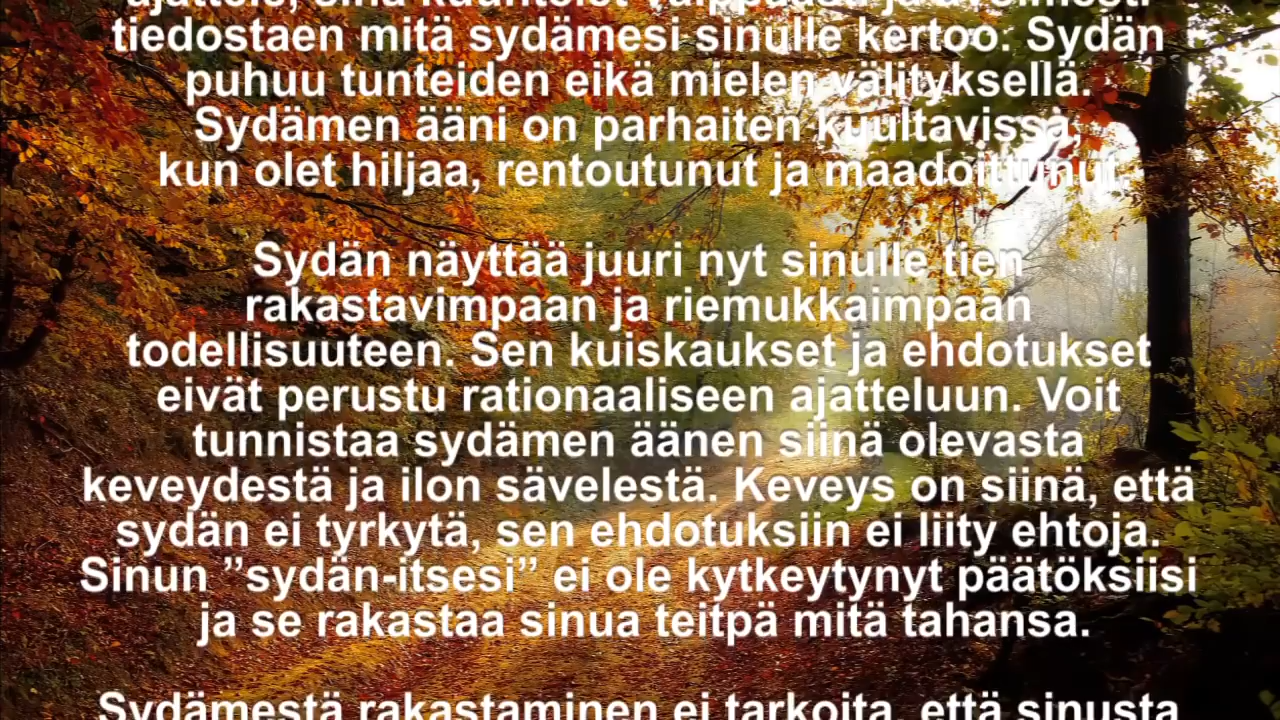 tiedostaen mitä sydämesi sinulle kertoo. Sydän
puhuu tunteiden eikä mielen välityksellä.
Sydämen ääni on parhaiten kuultavissa,
kun olet hiljaa, rentoutunut ja maadoittunut.
Sydän näyttää juuri nyt sinulle tien
rakastavimpaan ja riemukkaimpaan
todellisuuteen. Sen kuiskaukset ja ehdotukset
eivät perustu rationaaliseen ajatteluun. Voit
tunnistaa sydämen äänen siinä olevasta
keveydestä ja ilon sävelestä. Keveys on siinä, että
sydän ei tyrkytä, sen ehdotuksiin ei liity ehtoja.
Sinun ”sydän-itsesi” ei ole kytkeytynyt päätöksiisi
ja se rakastaa sinua teitpä mitä tahansa.
Sydämestä rakastaminen ei tarkoita, että sinusta